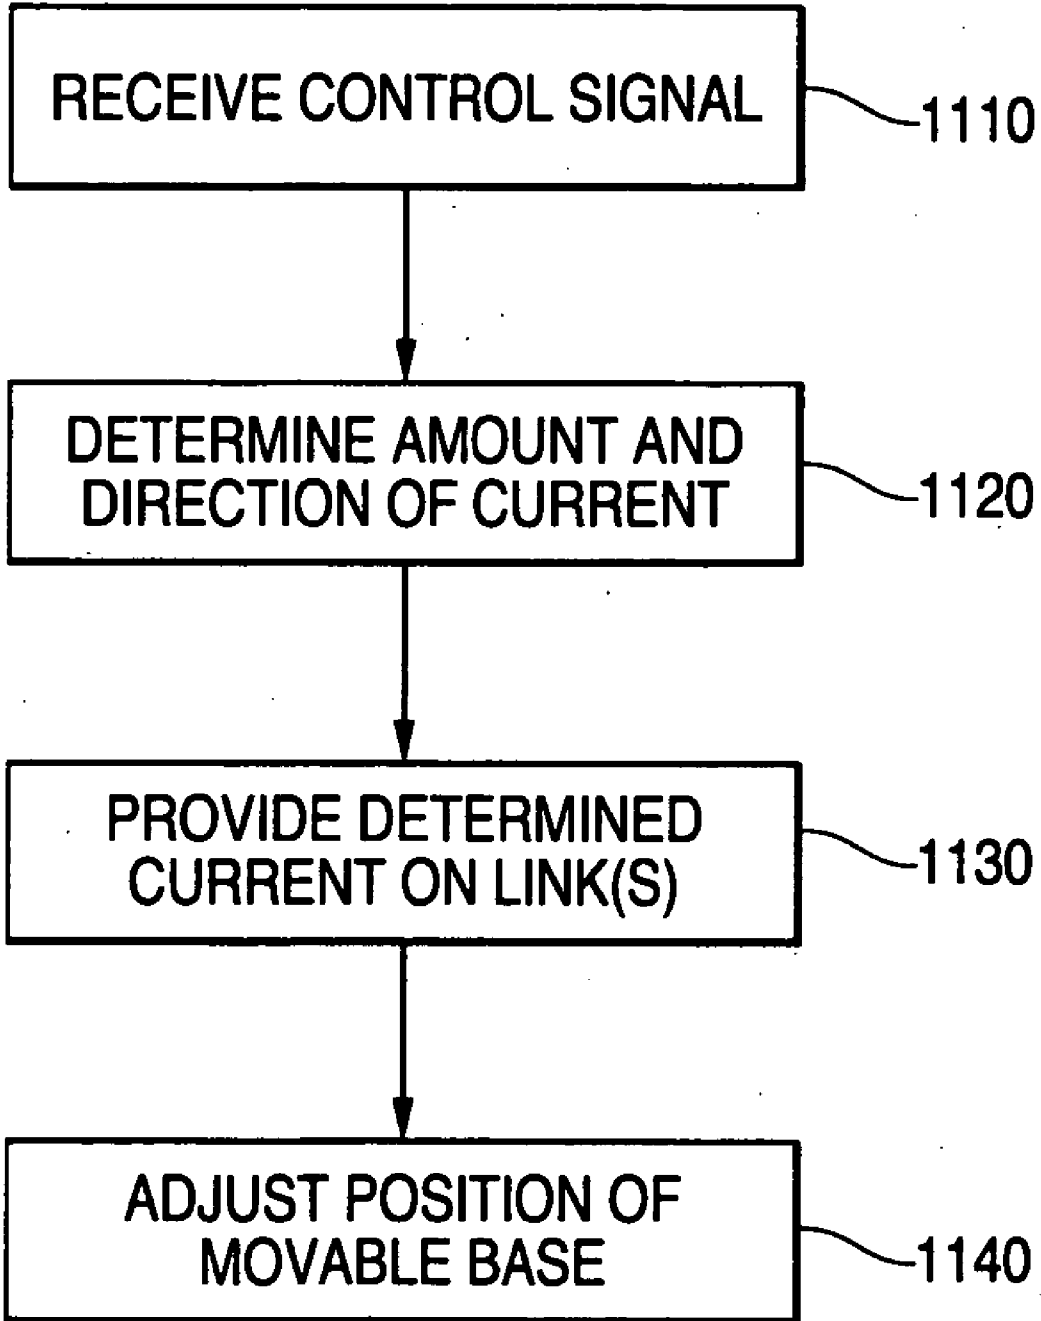 RECEIVE CONTROL SIGNAL
1110
DETERMINE AMOUNT AND
DIRECTION OF CURRENT
1120
PROVIDE DETERMINED
CURRENT ON LINK(S)
1130
ADJUST POSITION OF
MOVABLE BASE
1140